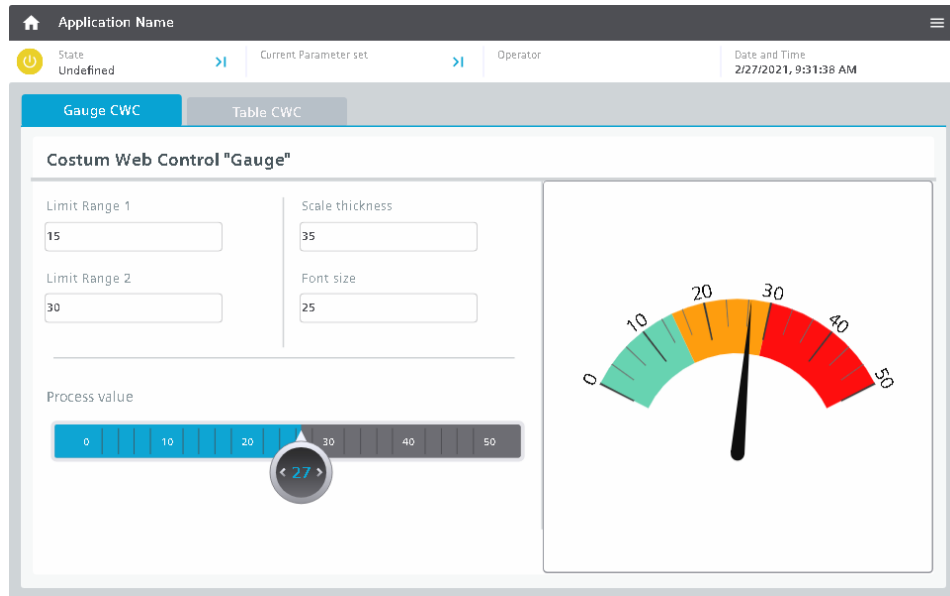 Application Name
State
Undefined
Current Parameter set
Operator
Date and Time
2/27/2021, 9:31:38 AM
Gauge CWC
Table CWC
Costum Web Control "Gauge"
Limit Range 1
15
Scale thickness
35
Limit Range 2
30
Font size
25
Process value
0 10 20 30 40 50
27
0 10 20 30 40 50